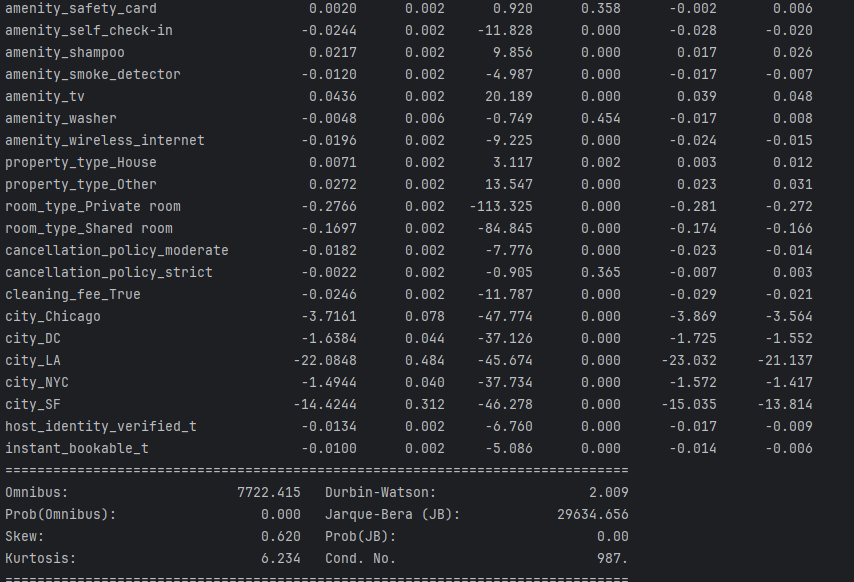 amenity_safety_card 0.0020 0.002 0.920 0.358 -0.002 0.006
amenity_self_check-in -0.0244 0.002 -11.828 0.000 -0.028 -0.020
amenity_shampoo 0.0217 0.002 9.856 0.000 0.017 0.026
amenity_smoke_detector -0.0120 0.002 -4.987 0.000 -0.017 -0.007
amenity_tv 0.0436 0.002 20.189 0.000 0.039 0.048
amenity_washer -0.0048 0.006 -0.749 0.454 -0.017 0.008
amenity_wireless_internet -0.0196 0.002 -9.225 0.000 -0.024 -0.015
property_type_House 0.0071 0.002 3.117 0.002 0.003 0.012
property_type_Other 0.0272 0.002 13.547 0.000 0.023 0.031
room_type_Private room -0.2766 0.002 -113.325 0.000 -0.281 -0.272
room_type_Shared room -0.1697 0.002 -84.845 0.000 -0.174 -0.166
cancellation_policy_moderate -0.0182 0.002 -7.776 0.000 -0.023 -0.014
cancellation_policy_strict -0.0022 0.002 -0.905 0.365 -0.007 0.003
cleaning_fee_True -0.0246 0.002 -11.787 0.000 -0.029 -0.021
city_Chicago -3.7161 0.078 -47.774 0.000 -3.869 -3.564
city_DC -1.6384 0.044 -37.126 0.000 -1.725 -1.552
city_LA -22.0848 0.484 -45.674 0.000 -23.032 -21.137
city_NYC -1.4944 0.040 -37.734 0.000 -1.572 -1.417
city_SF -14.4244 0.312 -46.278 0.000 -15.035 -13.814
host_identity_verified_t -0.0134 0.002 -6.760 0.000 -0.017 -0.009
instant_bookable_t -0.0100 0.002 -5.086 0.000 -0.014 -0.006
==============================================================================
Omnibus: 7722.415 Durbin-Watson: 2.009
Prob(Omnibus): 0.000 Jarque-Bera (JB): 29634.656
Skew: 0.620 Prob(JB): 0.00
Kurtosis: 6.234 Cond. No. 987.
==============================================================================